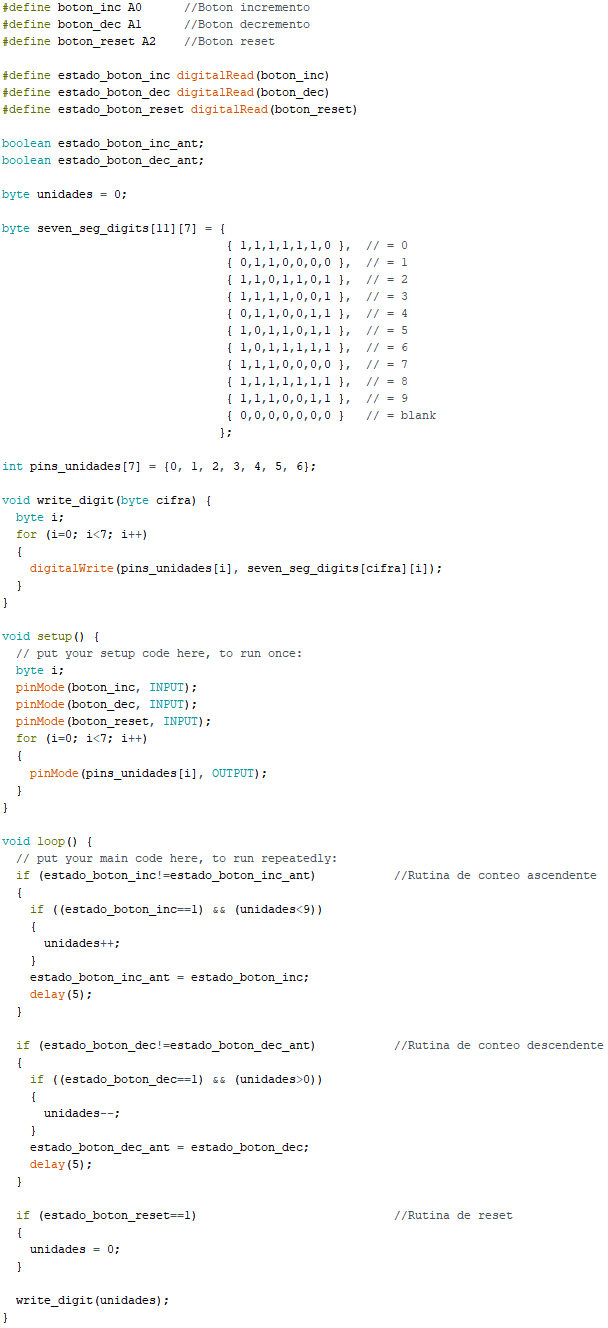 #define boton_inc A0      //Boton incremento
#define boton_dec A1      //Boton decremento
#define boton_reset A2    //Boton reset

#define estado_boton_inc digitalRead(boton_inc)
#define estado_boton_dec digitalRead(boton_dec)
#define estado_boton_reset digitalRead(boton_reset)

boolean estado_boton_inc_ant;
boolean estado_boton_dec_ant;

byte unidades = 0;

byte seven_seg_digits[11][7] = {
                                { 1,1,1,1,1,1,0 },  // = 0
                                { 0,1,1,0,0,0,0 },  // = 1
                                { 1,1,0,1,1,0,1 },  // = 2
                                { 1,1,1,1,0,0,1 },  // = 3
                                { 0,1,1,0,0,1,1 },  // = 4
                                { 1,0,1,1,0,1,1 },  // = 5
                                { 1,0,1,1,1,1,1 },  // = 6
                                { 1,1,1,0,0,0,0 },  // = 7
                                { 1,1,1,1,1,1,1 },  // = 8
                                { 1,1,1,0,0,1,1 },  // = 9
                                { 0,0,0,0,0,0,0 }   // = blank
                               };

int pins_unidades[7] = {0, 1, 2, 3, 4, 5, 6};

void write_digit(byte cifra) {
  byte i;
  for (i=0; i<7; i++)
  {
    digitalWrite(pins_unidades[i], seven_seg_digits[cifra][i]);
  }
}

void setup() {
  // put your setup code here, to run once:
  byte i;
  pinMode(boton_inc, INPUT);
  pinMode(boton_dec, INPUT);
  pinMode(boton_reset, INPUT);
  for (i=0; i<7; i++)
  {
    pinMode(pins_unidades[i], OUTPUT);
  }
}

void loop() {
  // put your main code here, to run repeatedly:
  if (estado_boton_inc!=estado_boton_inc_ant)           //Rutina de conteo ascendente
  {
    if ((estado_boton_inc==1) && (unidades<9))
    {
      unidades++;
    }
    estado_boton_inc_ant = estado_boton_inc;
    delay(5);
  }

  if (estado_boton_dec!=estado_boton_dec_ant)           //Rutina de conteo descendente
  {
    if ((estado_boton_dec==1) && (unidades>0))
    {
      unidades--;
    }
    estado_boton_dec_ant = estado_boton_dec;
    delay(5);
  }

  if (estado_boton_reset==1)                            //Rutina de reset
  {
    unidades = 0;
  }

  write_digit(unidades);
}